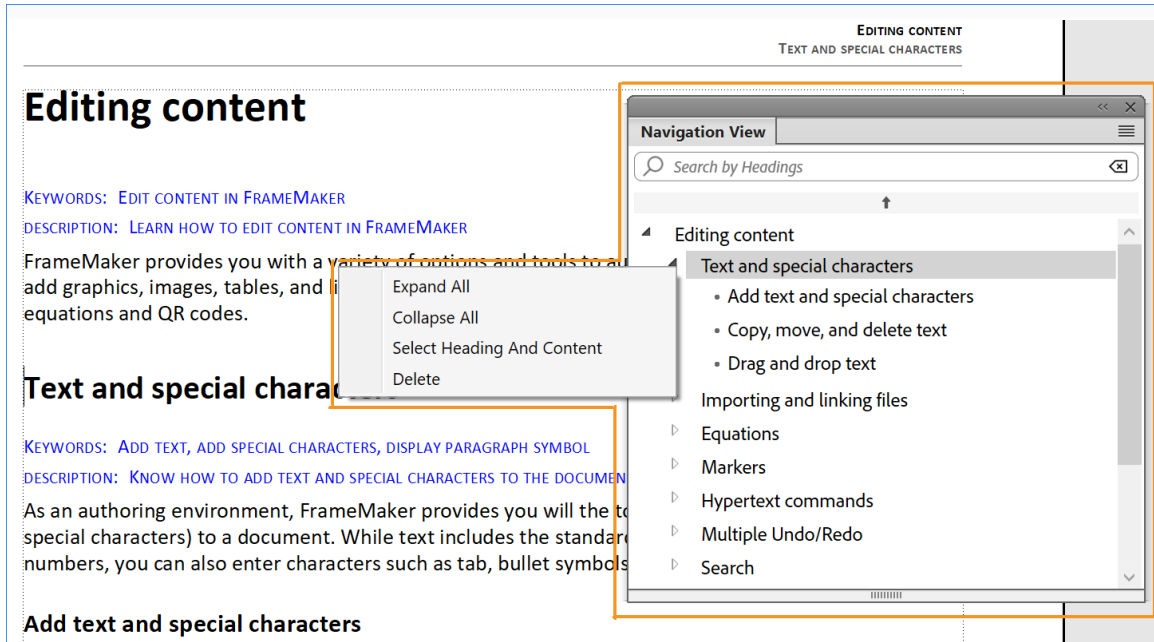 EDITING CONTENT
TEXT AND SPECIAL CHARACTERS
Editing content
KEYWORDS: EDIT CONTENT IN FRAMEMAKER
DESCRIPTION: LEARN HOW TO EDIT CONTENT IN FRAMEMAKER
FrameMaker provides you with a variety of options and tools to au
add graphics, images, tables, and li
equations and QR codes.
Text and special chara
KEYWORDS: ADD TEXT, ADD SPECIAL CHARACTERS, DISPLAY PARAGRAPH SYMBOL
DESCRIPTION: KNOW HOW TO ADD TEXT AND SPECIAL CHARACTERS TO THE DOCUMEN
As an authoring environment, FrameMaker provides you will the to
special characters) to a document. While text includes the standard
numbers, you can also enter characters such as tab, bullet symbols
Add text and special characters
Expand All
Collapse All
Select Heading And Content
Delete
Navigation View
Search by Headings
Editing content
Text and special characters
• Add text and special characters
• Copy, move, and delete text
• Drag and drop text
Importing and linking files
Equations
Markers
Hypertext commands
Multiple Undo/Redo
Search